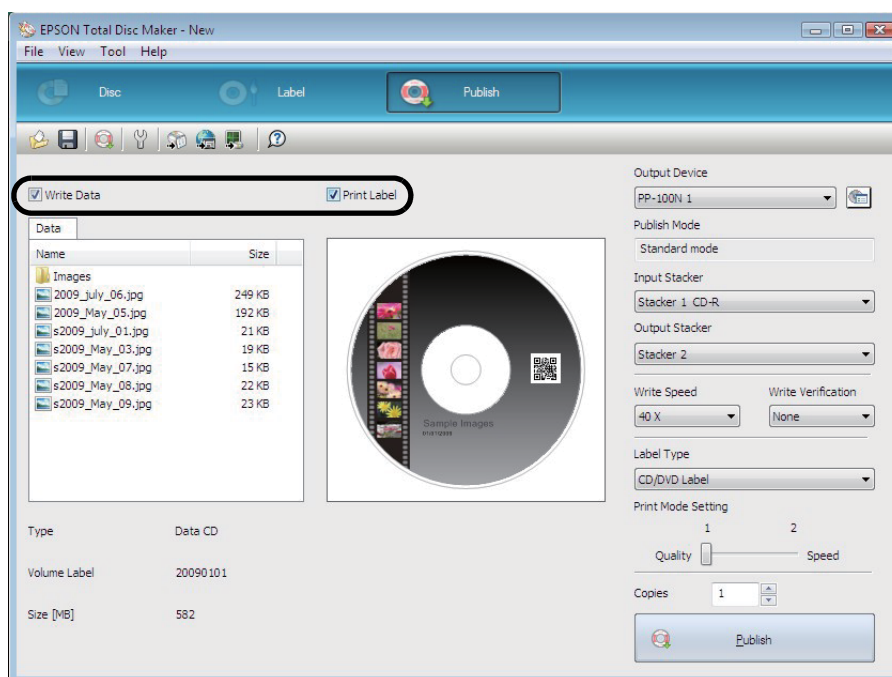 EPSON Total Disc Maker - New
File View Tool Help
Disc Label Publish
Write Data Print Label
Data
Name Size
Images
2009_july_06.jpg 249 KB
2009_May_05.jpg 192 KB
s2009_july_01.jpg 21 KB
s2009_May_03.jpg 19 KB
s2009_May_07.jpg 15 KB
s2009_May_08.jpg 22 KB
s2009_May_09.jpg 23 KB
Sample Images
Type Data CD
Volume Label 20090101
Size [MB] 582
Output Device
PP-100N 1
Publish Mode
Standard mode
Input Stacker
Stacker 1 CD-R
Output Stacker
Stacker 2
Write Speed Write Verification
40 X None
Label Type
CD/DVD Label
Print Mode Setting
1 2
Quality Speed
Copies 1
Publish